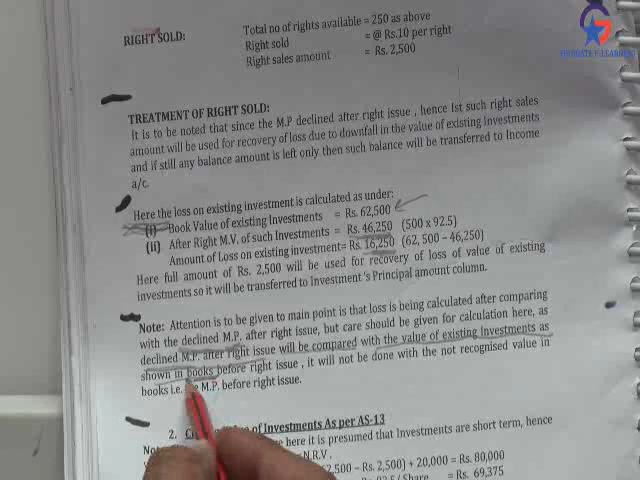 FIRDGATE E-LEARNING
RIGHT SOLD:
Total no of rights available = 250 as above
Right sold = @ Rs.10 per right
Right sales amount = Rs. 2,500
TREATMENT OF RIGHT SOLD:
It is to be noted that since the M.P declined after right issue , hence Ist such right sales
amount will be used for recovery of loss due to downfall in the value of existing Investments
and if still any balance amount is left only then such balance will be transferred to Income
a/c
Here the loss on existing investment is calculated as under:
(i) Book Value of existing Investments = Rs. 62,500
(ii) After Right M.V. of such Investments = Rs. 46,250 (500 x 92.5)
Amount of Loss on existing investment= Rs. 16,250 (62, 500 – 46,250)
Here full amount of Rs. 2,500 will be used for recovery of loss of value of existing
investments so it will be transferred to Investment's Principal amount column.
Note: Attention is to be given to main point is that loss is being calculated after comparing
with the declined M.P. after right issue, but care should be given for calculation here, as
declined M.P. after right issue will be compared with the value of existing Investments as
shown in books before right issue , it will not be done with the not recognised value in
books i.e. M.P. before right issue.
2. of Investments As per AS-13
here it is presumed that Investments are short term, hence
N.R.V.
2,500 – Rs. 2,500) + 20,000 = Rs. 80,000
/ Share = Rs. 69,375